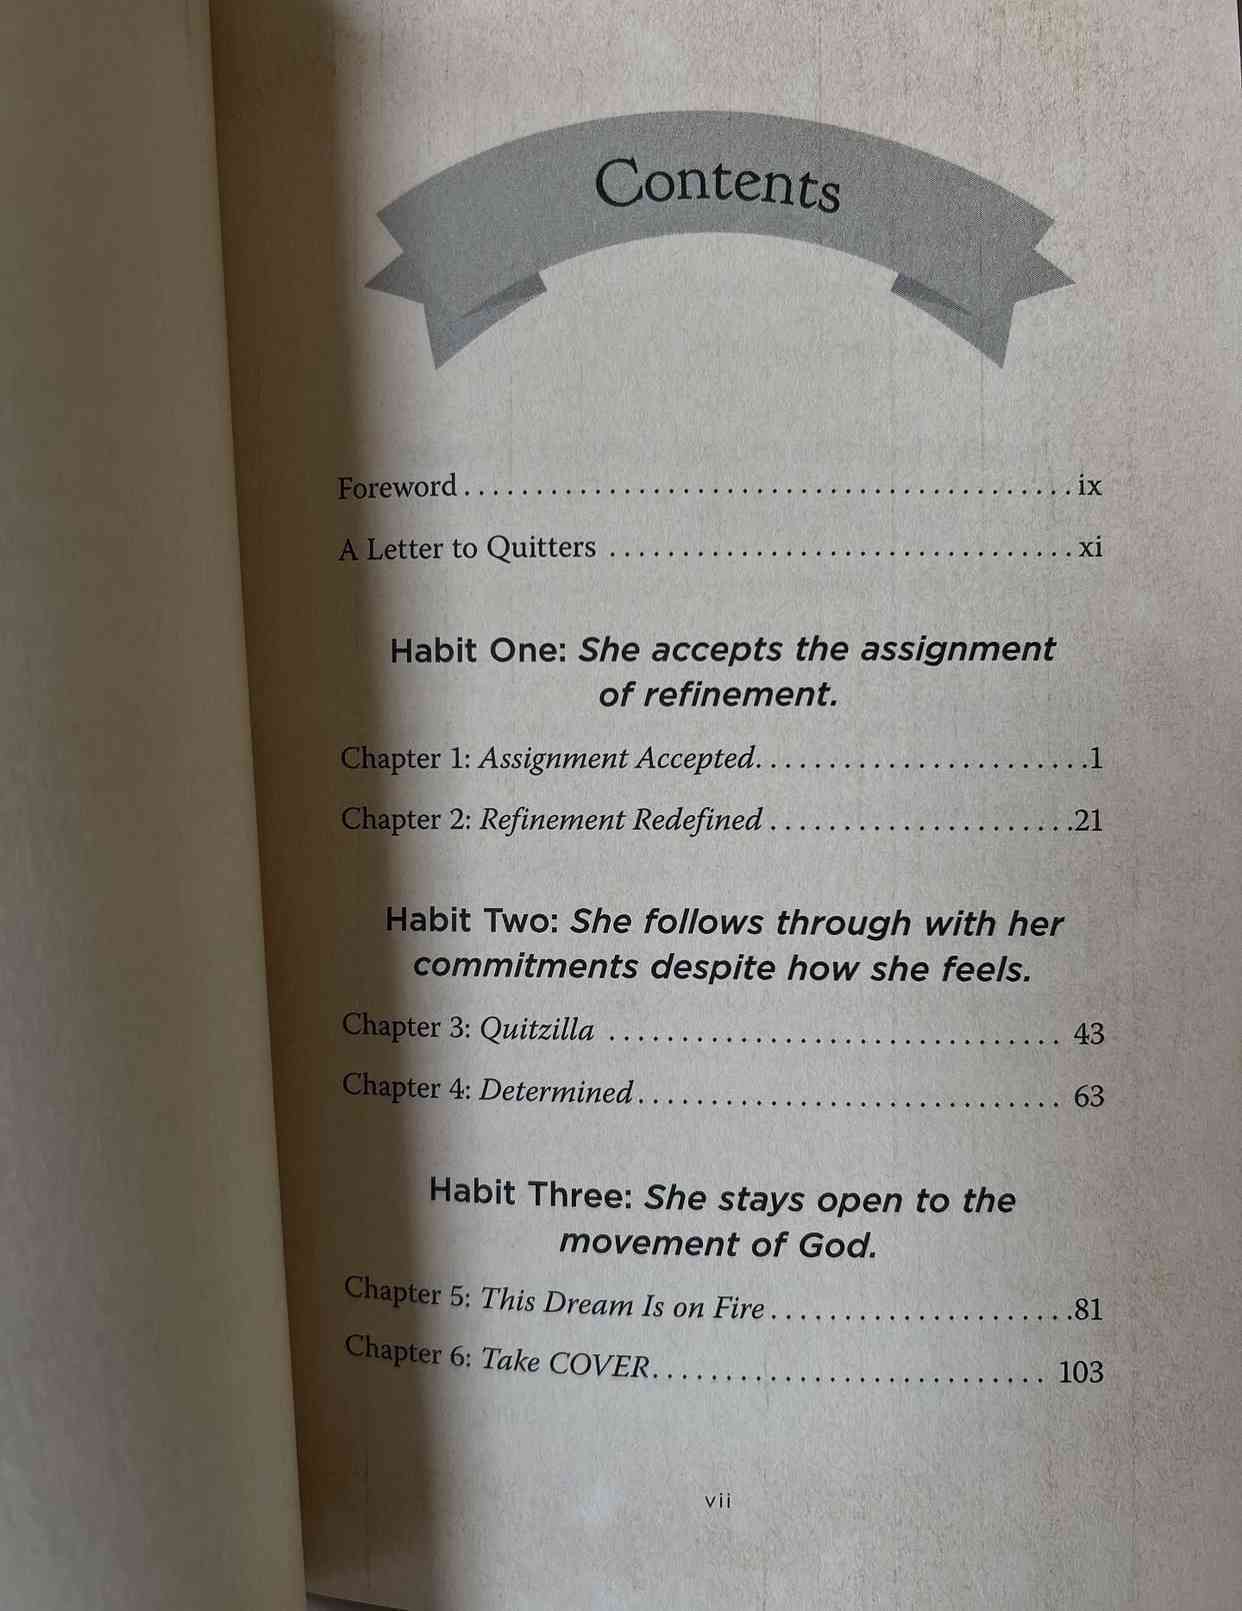 Contents
Foreword........................................... ix
A Letter to Quitters ................................ xi
Habit One: She accepts the assignment
of refinement.
Chapter 1: Assignment Accepted.......................1
Chapter 2: Refinement Redefined .....................21
Habit Two: She follows through with her
commitments despite how she feels.
Chapter 3: Quitzilla ............................... 43
Chapter 4: Determined............................. 63
Habit Three: She stays open to the
movement of God.
Chapter 5: This Dream Is on Fire.....................81
Chapter 6: Take COVER........................... 103
vii